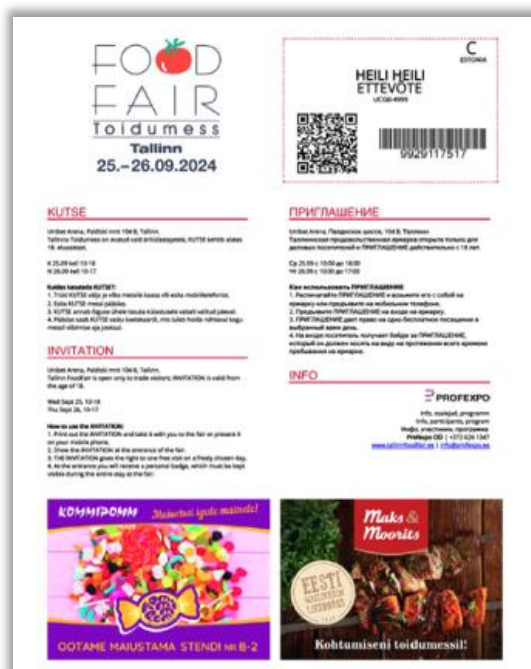 FOOD
FAIR
Toidumess
Tallinn
25.–26.09.2024
C
ESTONIA
HEILI HEILI
ETTEVÕTE
9929117517
KUTSE
Unibet Arena, Paldiski mnt 104 B, Tallinn.
Tallinna Toidumess on avatud vaid ärikülastajatele, KUTSE kehtib alates
18. eluaastast.
K 25.09 kell 10-18
N 26.09 kell 10-17
Kuidas kasutada KUTSET:
1. Trüki KUTSE välja ja võta messile kaasa või esita mobiiltelefonist.
2. Esita KUTSE messi pääslas.
3. KUTSE annab õiguse ühele tasuta külastusele vabalt valitud päeval.
4. Pääslas saab KUTSE vastu kaelakaardi, mis tuleb hoida nähtaval kogu
messil viibimise aja jooksul.
INVITATION
Unibet Arena, Paldiski mnt 104 B, Tallinn.
Tallinn FoodFair is open only to trade visitors; INVITATION is valid from
the age of 18.
Wed Sept 25, 10-18
Thu Sept 26, 10-17
How to use the INVITATION
1. Print out the INVITATION and take it with you to the fair or present it
on your mobile phone.
2. Show the INVITATION at the entrance of the fair.
3. THE INVITATION gives the right to one free visit on a freely chosen day.
4. At the entrance you will receive a personal badge, which must be kept
visible during the entire stay at the fair.
ПРИГЛАШЕНИЕ
Unibet Arena, Палдиское шоссе, 104 B, Таллинн
Таллиннская продовольственная ярмарка открыта только для
деловых посетителей и ПРИГЛАШЕНИЕ действительно с 18 лет.
Ср 25.09 с 10:00 до 18:00
Чт 26.09 с 10:00 до 17:00
Как использовать ПРИГЛАШЕНИЕ
1. Распечатайте ПРИГЛАШЕНИЕ и возьмите его с собой на
ярмарку или предъявите на мобильном телефоне.
2. Предъявите ПРИГЛАШЕНИЕ на входе.
3. ПРИГЛАШЕНИЕ дает право на одно бесплатное посещение в
выбранный вами день.
4. На входе посетитель получает бейдж за ПРИГЛАШЕНИЕ,
который он должен носить на виду на протяжении всего времени
пребывания на ярмарке.
INFO
PROFEXPO
Info, osalejad, programm
Info, participants, program
Инфо, участники, программа
Profexpo OÜ | +372 626 1347
www.tallinnfoodfair.ee | info@profexpo.ee
KOMMIPOMM
Maiustusi igale maitsele!
OOTAME MAIUSTAMA STENDI NR B-2
Maks &
Moorits
EESTI
Kohtumiseni toidumessil!